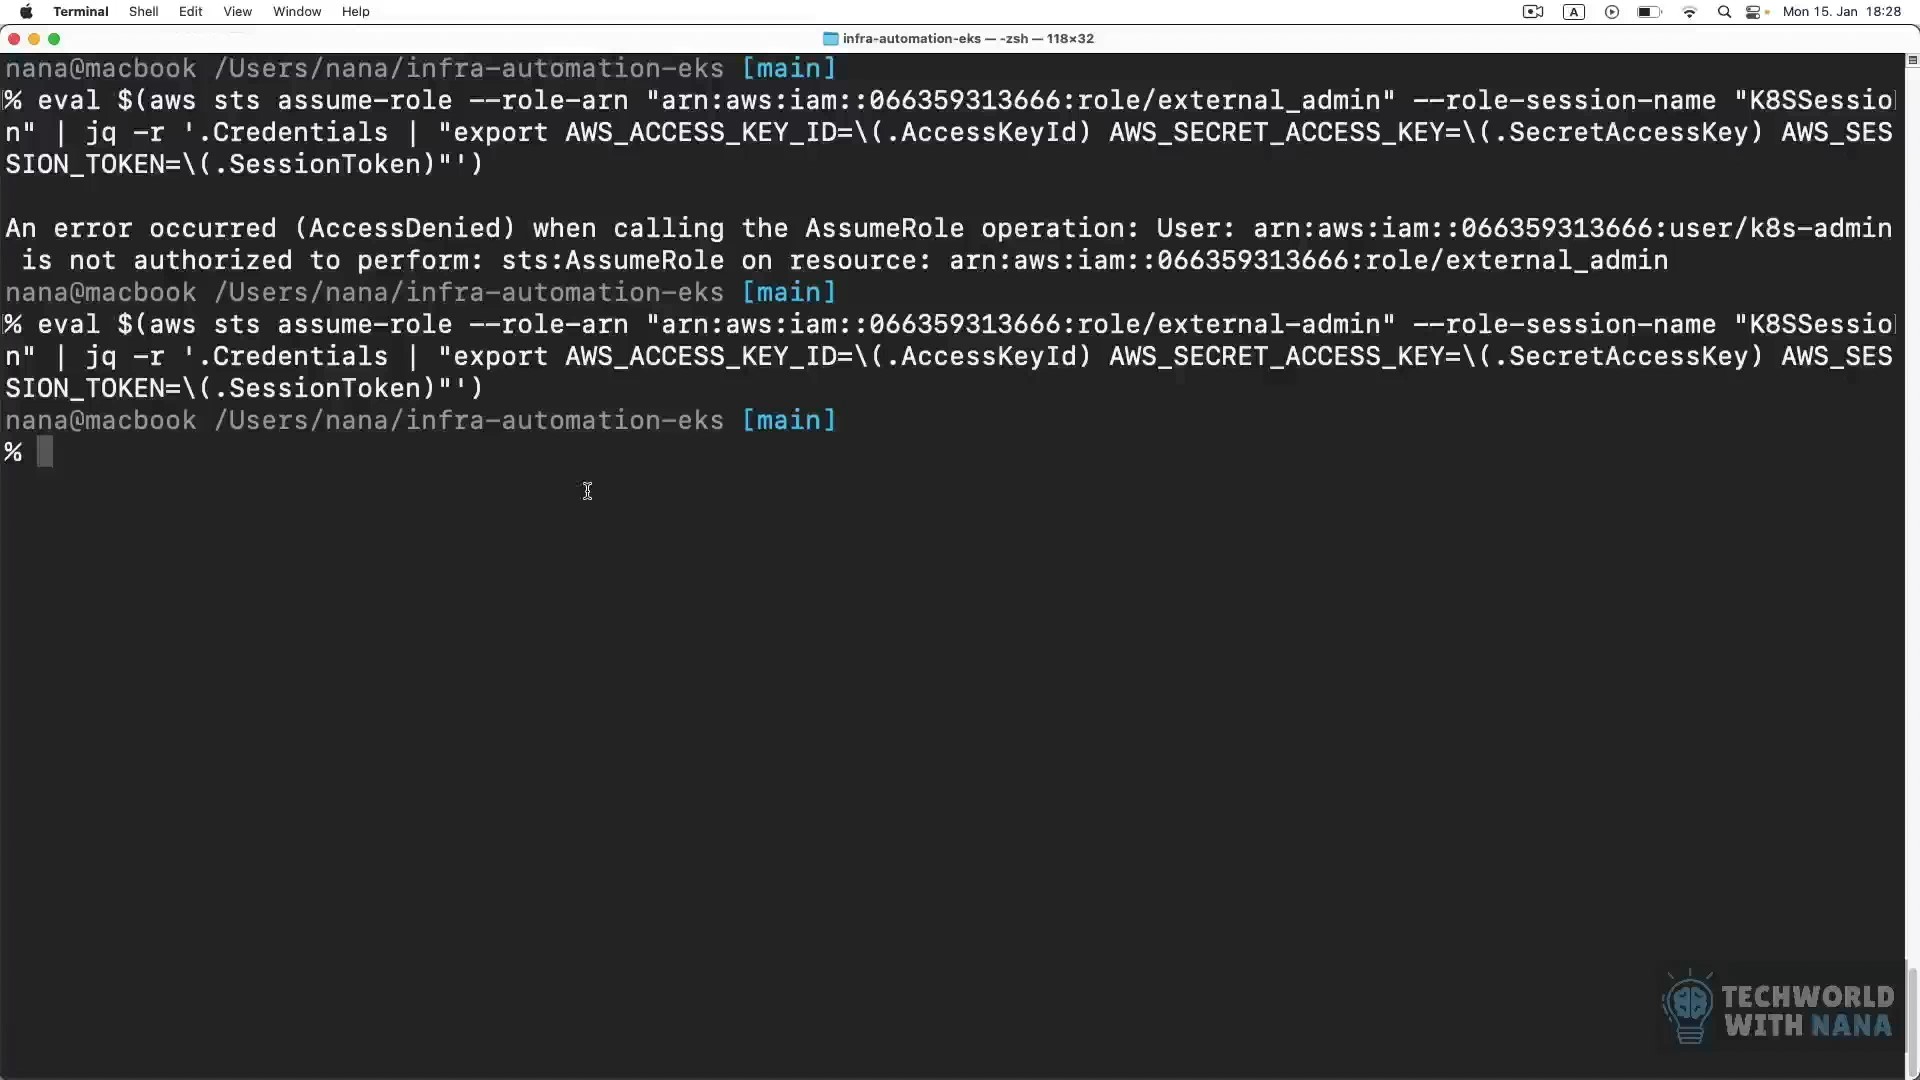 Terminal Shell Edit View Window Help A Mon 15. Jan 18:28
infra-automation-eks — -zsh — 118×32
nana@macbook /Users/nana/infra-automation-eks [main]
% eval $(aws sts assume-role --role-arn "arn:aws:iam::066359313666:role/external_admin" --role-session-name "K8SSessio
n" | jq -r '.Credentials | "export AWS_ACCESS_KEY_ID=\(.AccessKeyId) AWS_SECRET_ACCESS_KEY=\(.SecretAccessKey) AWS_SES
SION_TOKEN=\(.SessionToken)"')
An error occurred (AccessDenied) when calling the AssumeRole operation: User: arn:aws:iam::066359313666:user/k8s-admin
is not authorized to perform: sts:AssumeRole on resource: arn:aws:iam::066359313666:role/external_admin
nana@macbook /Users/nana/infra-automation-eks [main]
% eval $(aws sts assume-role --role-arn "arn:aws:iam::066359313666:role/external-admin" --role-session-name "K8SSessio
n" | jq -r '.Credentials | "export AWS_ACCESS_KEY_ID=\(.AccessKeyId) AWS_SECRET_ACCESS_KEY=\(.SecretAccessKey) AWS_SES
SION_TOKEN=\(.SessionToken)"')
nana@macbook /Users/nana/infra-automation-eks [main]
%
TECHWORLD
WITH NANA